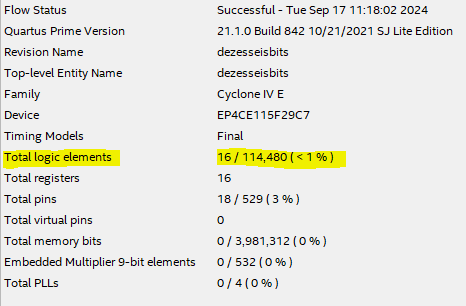 Flow Status Successful - Tue Sep 17 11:18:02 2024
Quartus Prime Version 21.1.0 Build 842 10/21/2021 SJ Lite Edition
Revision Name dezesseisbits
Top-level Entity Name dezesseisbits
Family Cyclone IV E
Device EP4CE115F29C7
Timing Models Final
Total logic elements 16 / 114,480 ( < 1 % )
Total registers 16
Total pins 18 / 529 ( 3 % )
Total virtual pins 0
Total memory bits 0 / 3,981,312 ( 0 % )
Embedded Multiplier 9-bit elements 0 / 532 ( 0 % )
Total PLLs 0 / 4 ( 0 % )